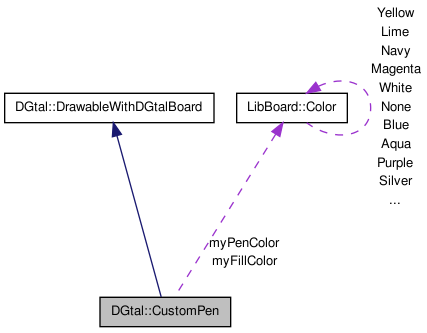 Yellow
Lime
Navy
Magenta
White
None
Blue
Aqua
Purple
Silver
...
DGtal::DrawableWithDGtalBoard
LibBoard::Color
myPenColor
myFillColor
DGtal::CustomPen